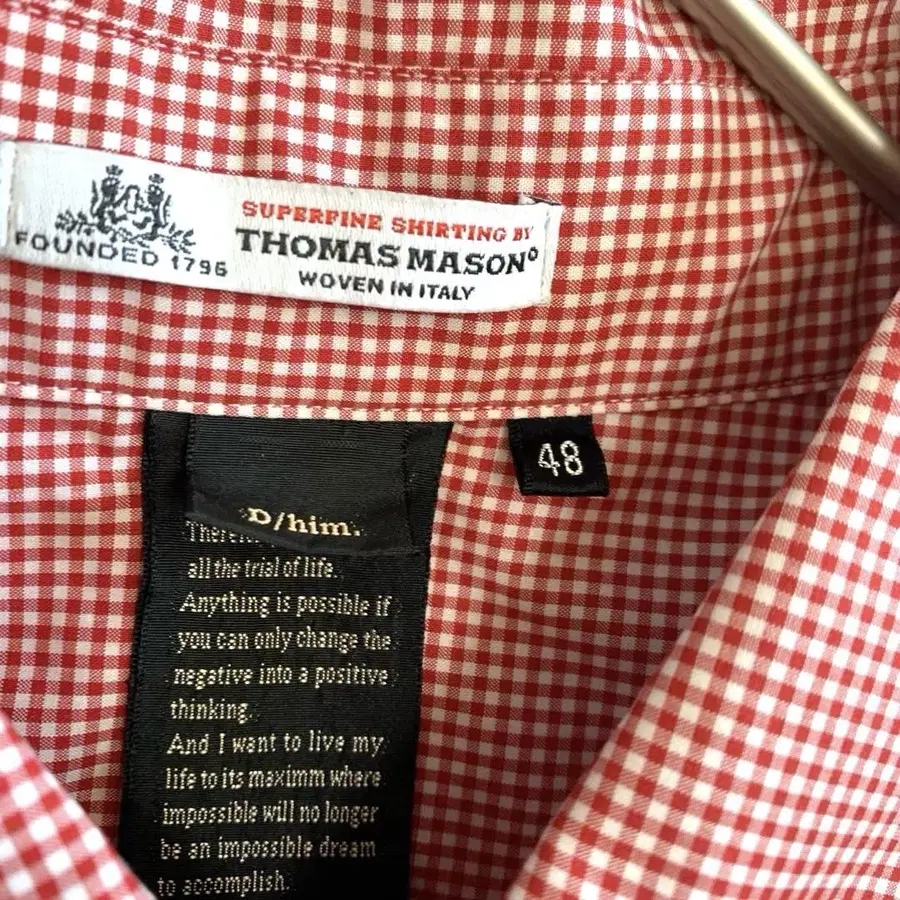 FOUNDED 1796
SUPERFINE SHIRTING BY
THOMAS MASON
WOVEN IN ITALY
48
D/him.
all the trial of life.
Anything is possible if
you can only change the
negative into a positive
thinking.
And I want to live my
life to its maximm where
impossible will no longer
be an impossible dream
to accomplish.